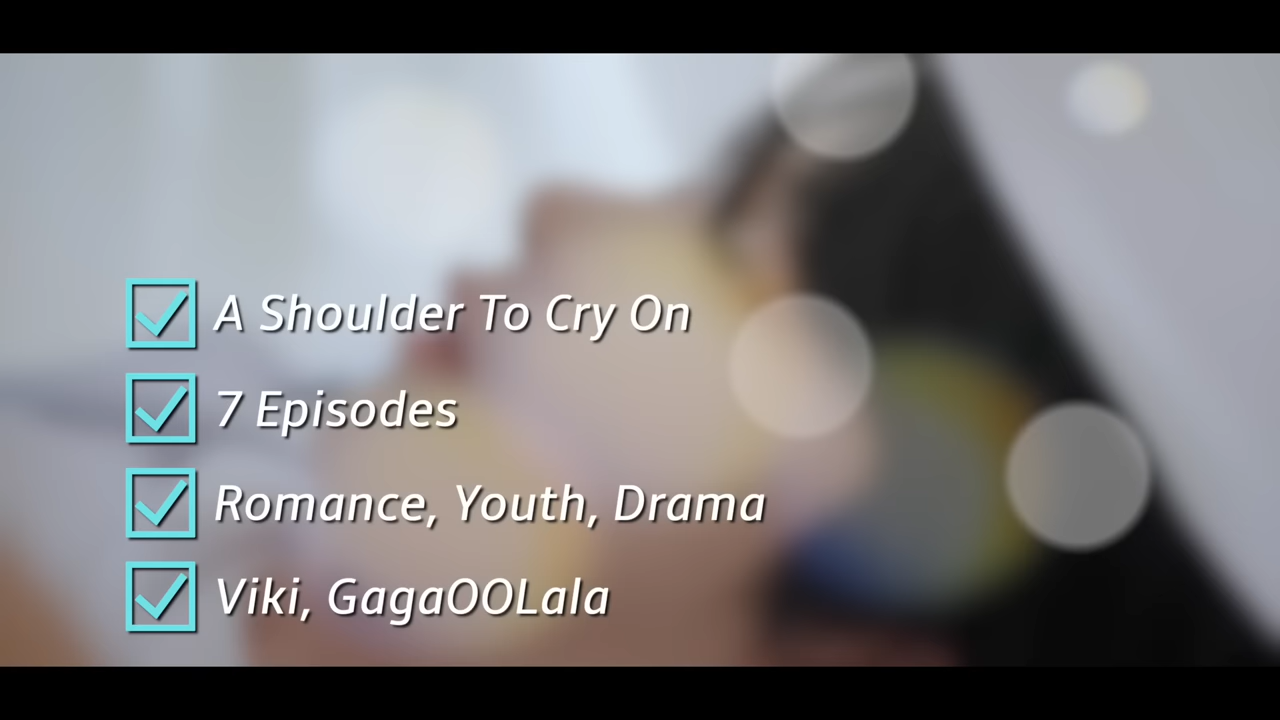 A Shoulder To Cry On
7 Episodes
Romance, Youth, Drama
Viki, GagaOOLala